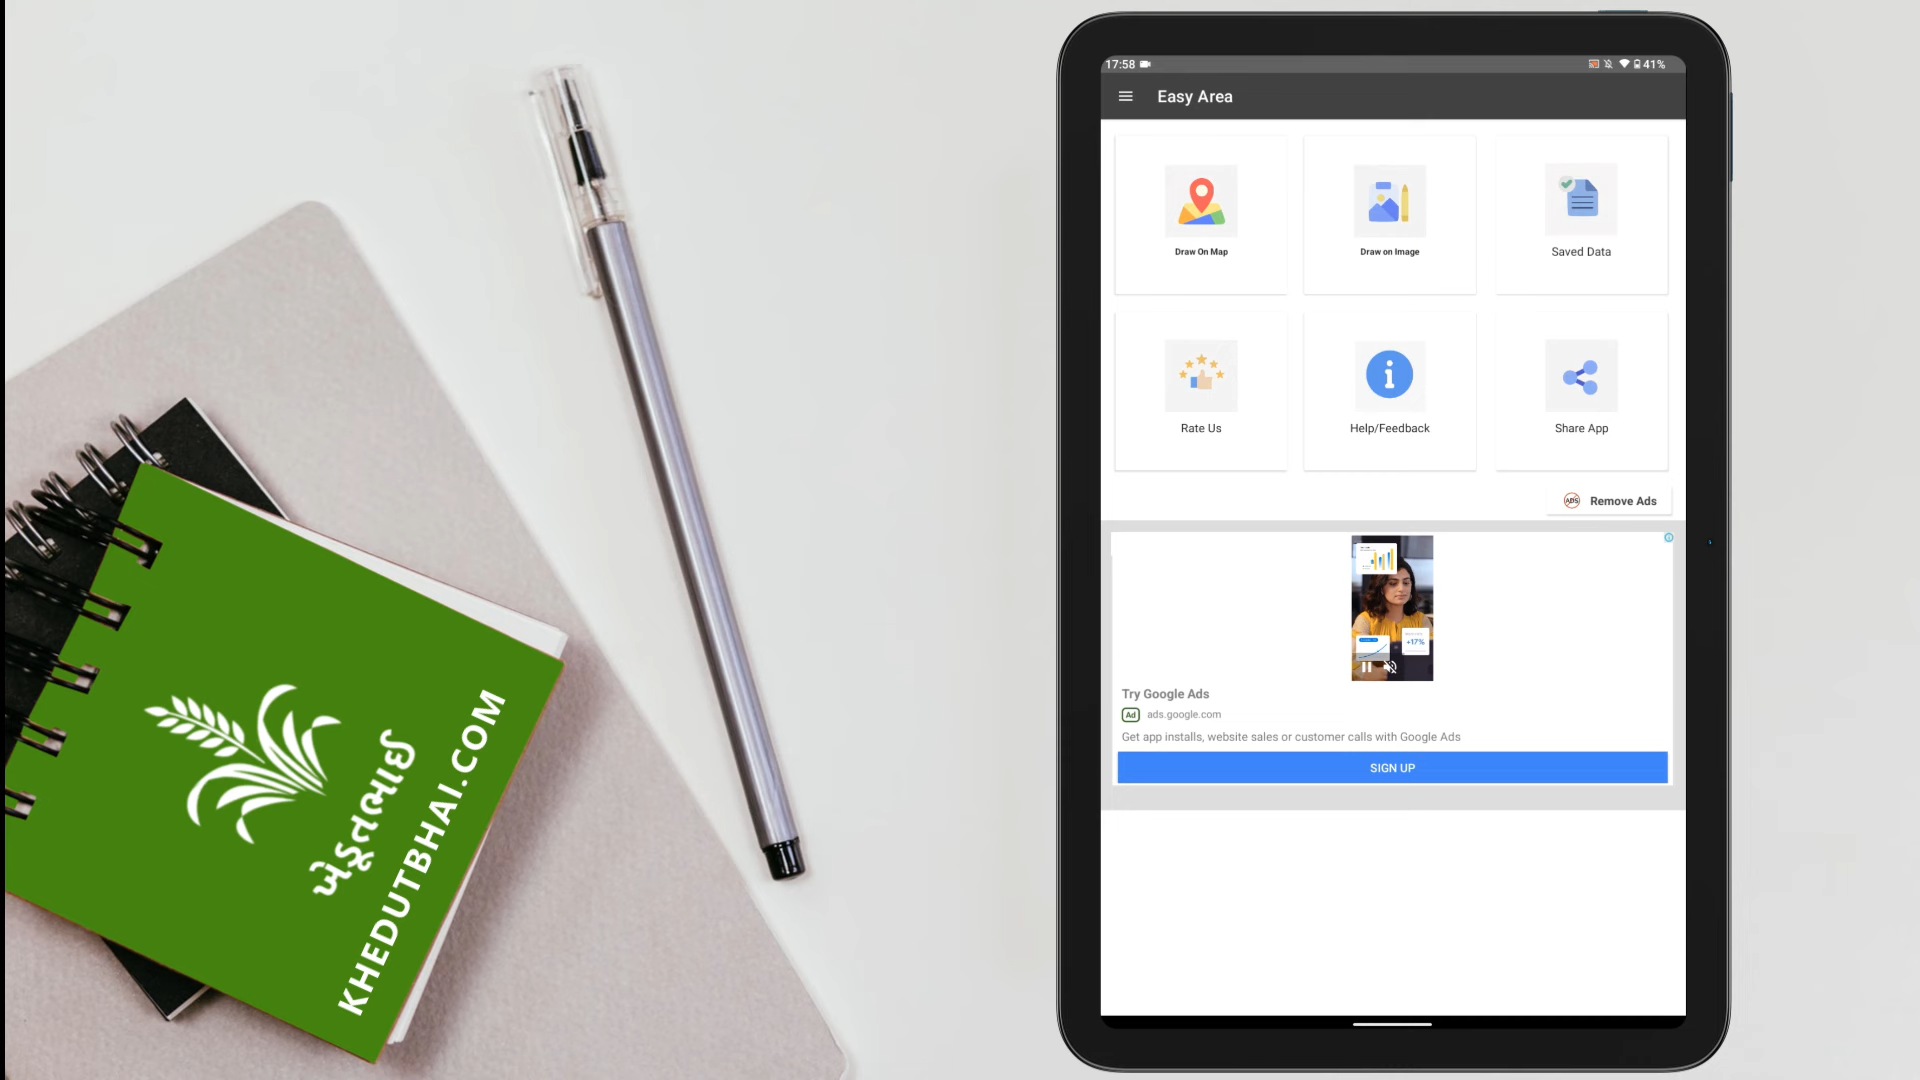 17:58
41%
Easy Area
Draw On Map
Draw on Image
Saved Data
Rate Us
Help/Feedback
Share App
ADS
Remove Ads
+17%
Try Google Ads
Ad
ads.google.com
Get app installs, website sales or customer calls with Google Ads
SIGN UP
ખેડૂતભાઈ
KHEDUTBHAI.COM